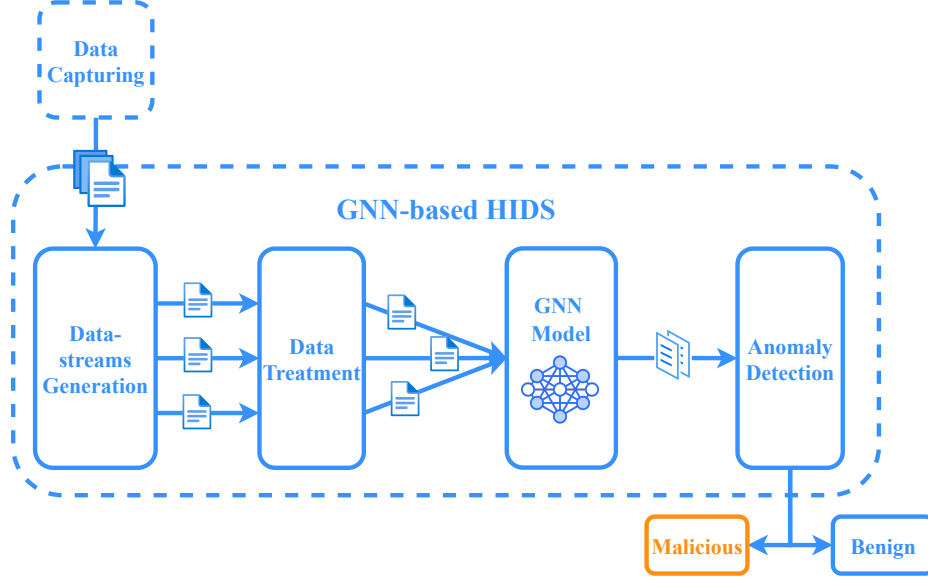 Data
Capturing
GNN-based HIDS
Data-
streams
Generation
Data
Treatment
GNN
Model
Anomaly
Detection
Malicious
Benign